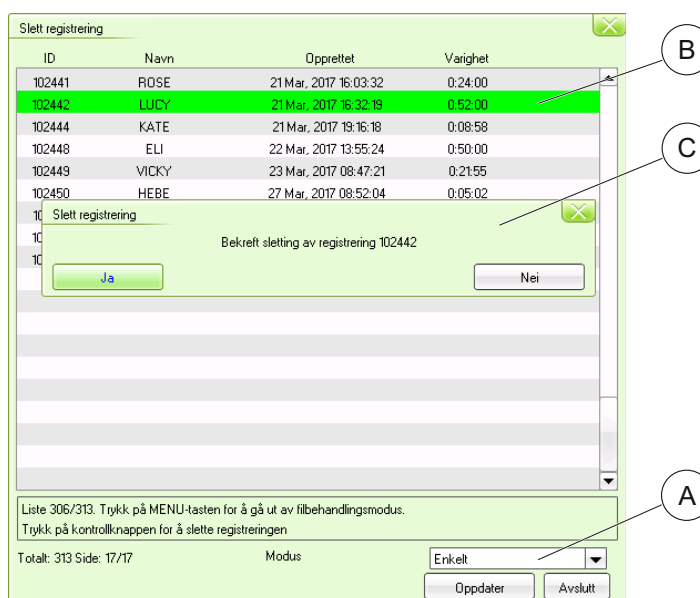 Slett registrering
ID Navn Opprettet Varighet
102441 ROSE 21 Mar, 2017 16:03:32 0:24:00
102442 LUCY 21 Mar, 2017 16:32:19 0:52:00
102444 KATE 21 Mar, 2017 19:16:18 0:08:58
102448 ELI 22 Mar, 2017 13:55:24 0:50:00
102449 VICKY 23 Mar, 2017 08:47:21 0:21:55
102450 HEBE 27 Mar, 2017 08:52:04 0:05:02
Slett registrering
Bekreft sletting av registrering 102442
Ja Nei
Liste 306/313. Trykk på MENU-tasten for å gå ut av filbehandlingsmodus.
Trykk på kontrollknappen for å slette registreringen
Totalt: 313 Side: 17/17 Modus Enkelt
Oppdater Avslutt
B
C
A